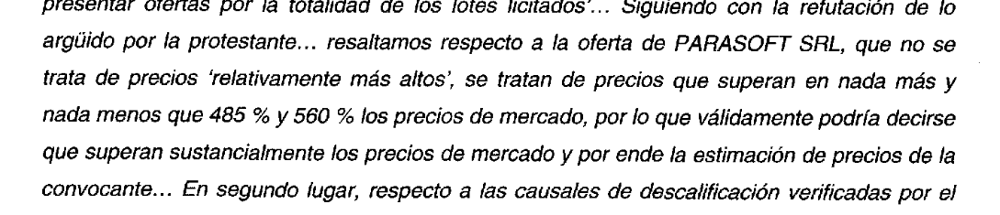 presentar ofertas por la totalidad de los lotes licitados'... Siguiendo con la refutación de lo
argüido por la protestante... resaltamos respecto a la oferta de PARASOFT SRL, que no se
trata de precios 'relativamente más altos', se tratan de precios que superan en nada más y
nada menos que 485 % y 560 % los precios de mercado, por lo que válidamente podría decirse
que superan sustancialmente los precios de mercado y por ende la estimación de precios de la
convocante... En segundo lugar, respecto a las causales de descalificación verificadas por el